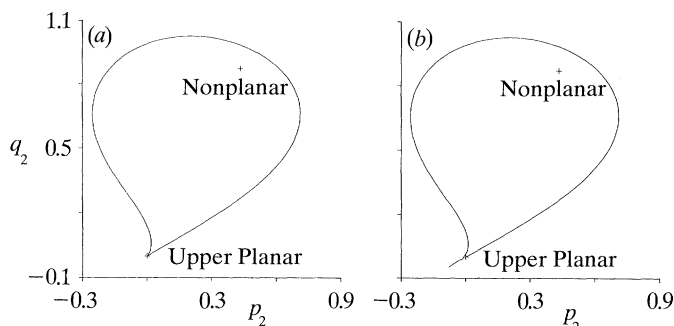 1.1
(a)
(b)
Nonplanar
Nonplanar
q2
0.5
Upper Planar
Upper Planar
−0.1
−0.3
0.3
0.9
−0.3
0.3
0.9
p2
p2